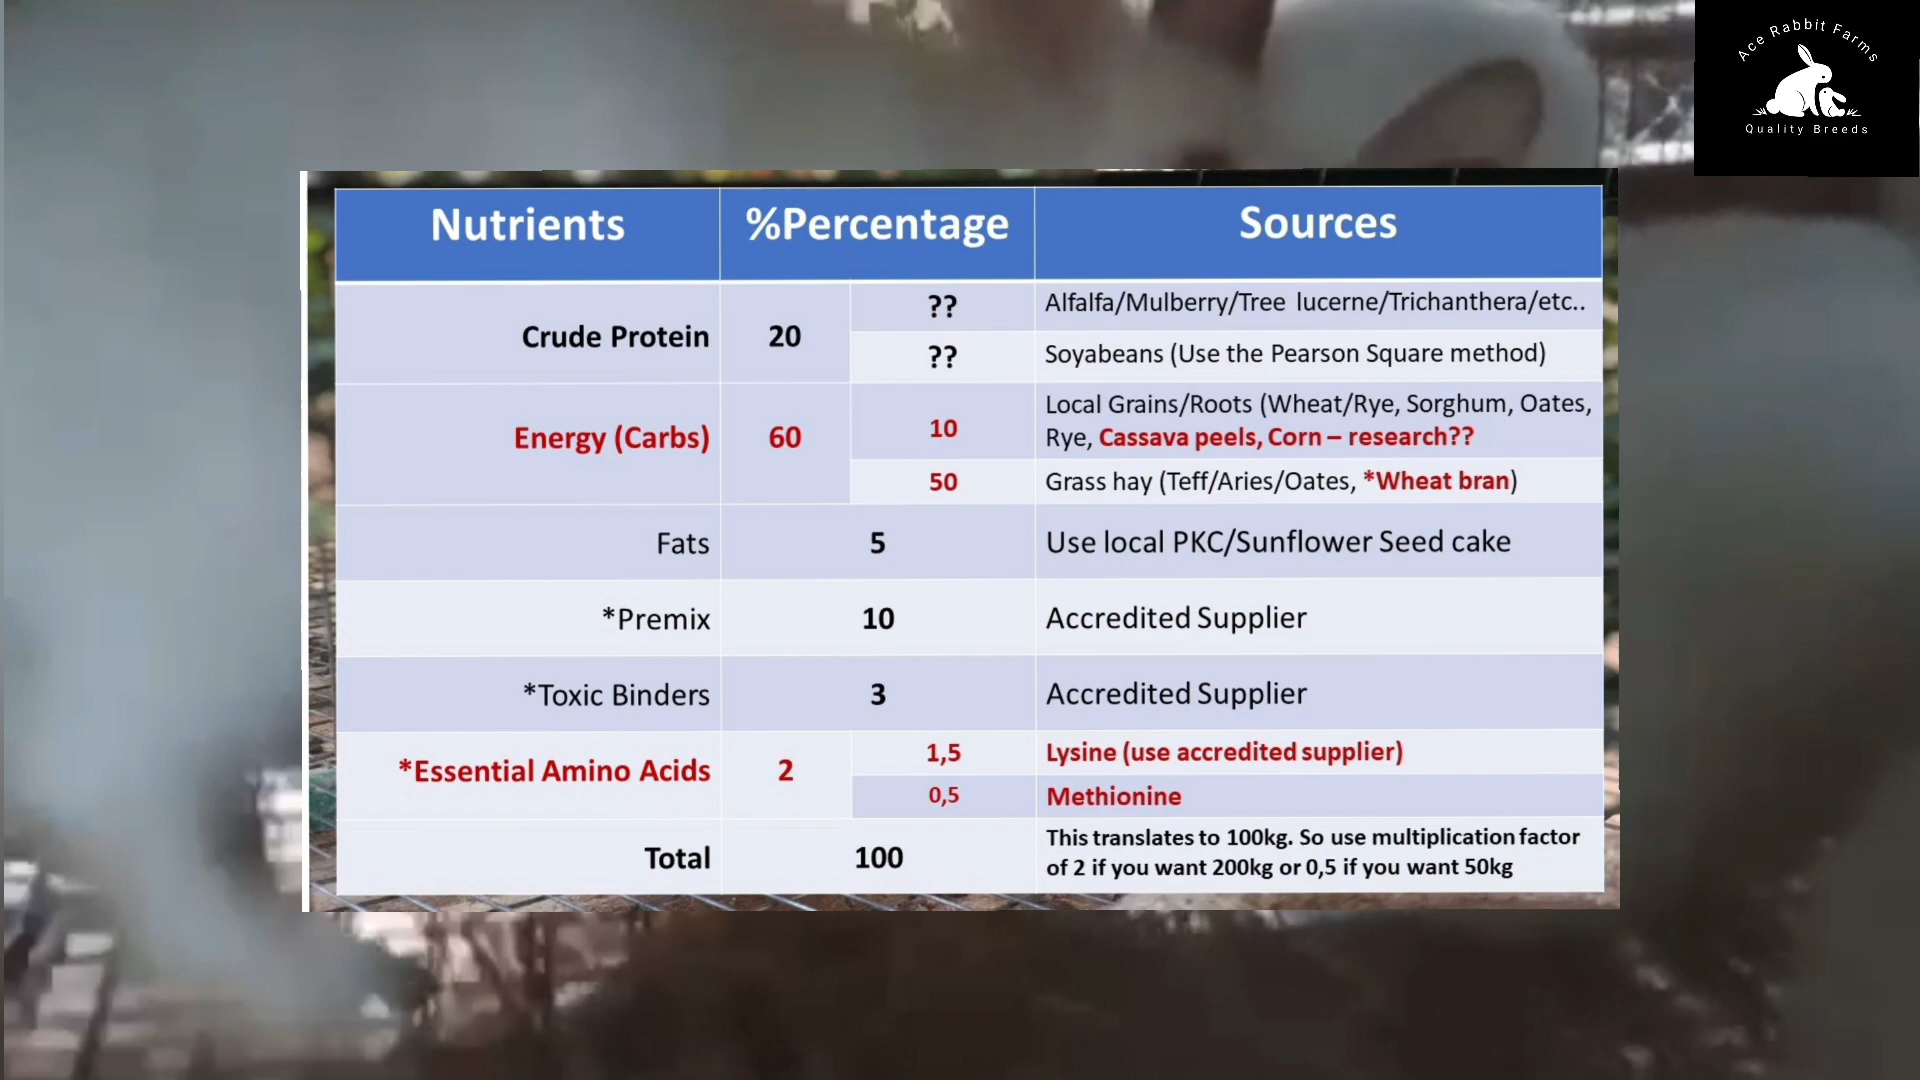 Ace Rabbit Farms
Quality Breeds
Nutrients %Percentage Sources
Crude Protein 20 ?? Alfalfa/Mulberry/Tree lucerne/Trichanthera/etc..
?? Soyabeans (Use the Pearson Square method)
Energy (Carbs) 60 10 Local Grains/Roots (Wheat/Rye, Sorghum, Oates,
Rye, Cassava peels, Corn – research??
50 Grass hay (Teff/Aries/Oates, *Wheat bran)
Fats 5 Use local PKC/Sunflower Seed cake
*Premix 10 Accredited Supplier
*Toxic Binders 3 Accredited Supplier
*Essential Amino Acids 2 1,5 Lysine (use accredited supplier)
0,5 Methionine
Total 100 This translates to 100kg. So use multiplication factor
of 2 if you want 200kg or 0,5 if you want 50kg